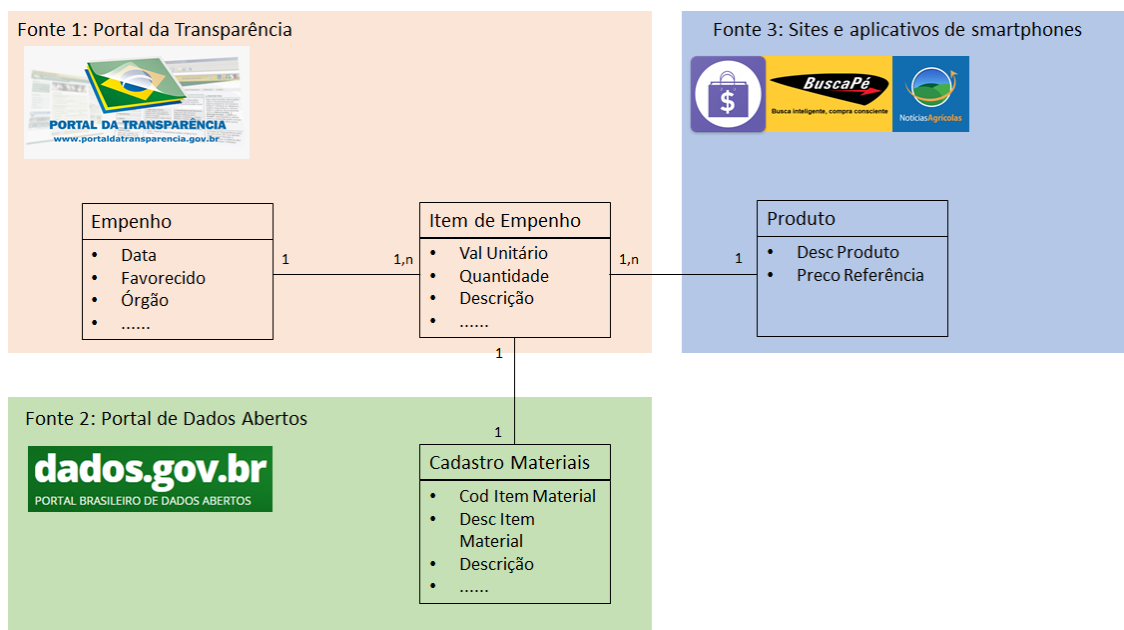 Fonte 1: Portal da Transparência
PORTAL DA TRANSPARÊNCIA
www.portaldatransparencia.gov.br
Empenho
• Data
• Favorecido
• Órgão
• ......
1
1,n
Item de Empenho
• Val Unitário
• Quantidade
• Descrição
• ......
1,n
1
Fonte 3: Sites e aplicativos de smartphones
$
BuscaPé
Busca inteligente, compra consciente
NotíciasAgrícolas
Produto
• Desc Produto
• Preco Referência
1
1
Fonte 2: Portal de Dados Abertos
dados.gov.br
PORTAL BRASILEIRO DE DADOS ABERTOS
Cadastro Materiais
• Cod Item Material
• Desc Item
Material
• Descrição
• ......